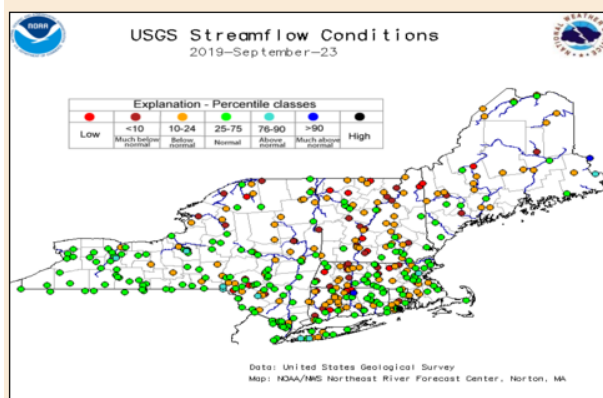 NOAA
USGS Streamflow Conditions
2019-September-23
Explanation - Percentile classes
Low <10 10-24 25-75 76-90 >90 High
Much below normal Below normal Normal Above normal Much above normal
Data: United States Geological Survey
Map: NOAA/NWS Northeast River Forecast Center, Norton, MA